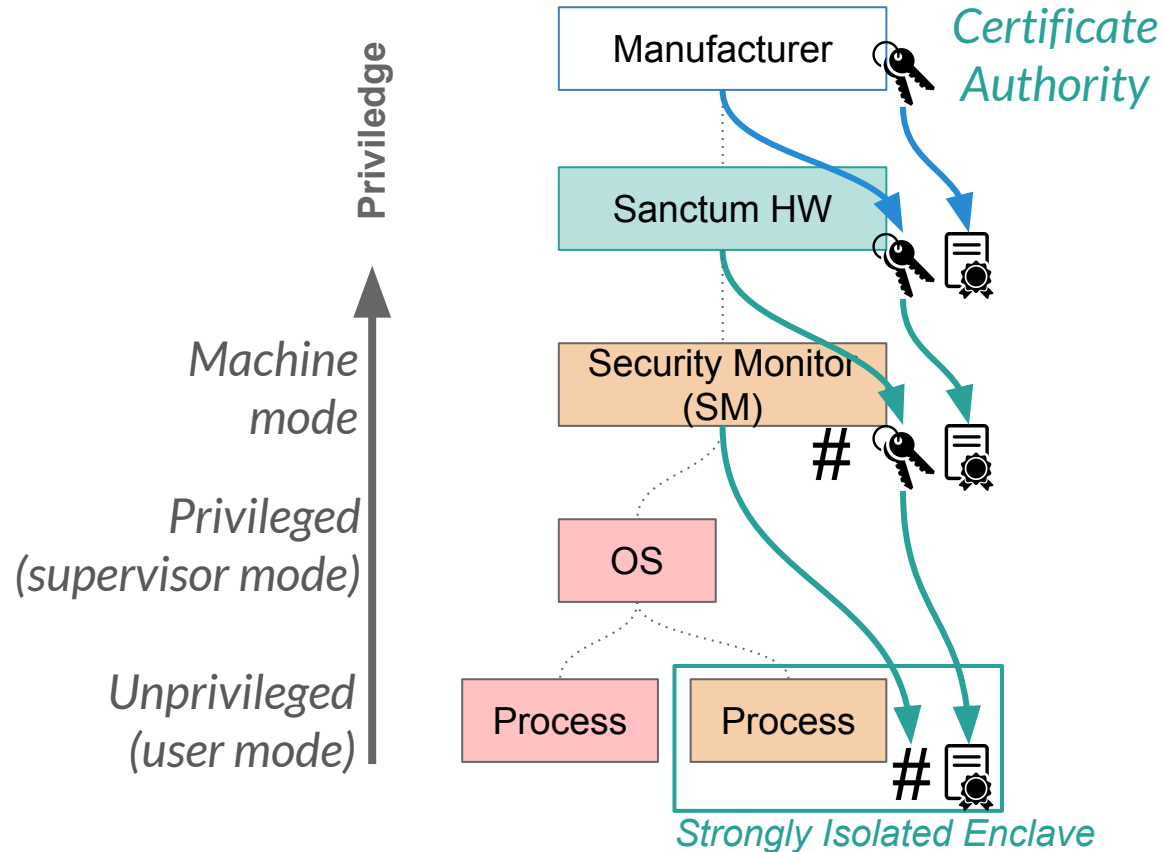 Manufacturer
Certificate
Authority
Priviledge
Sanctum HW
Machine
mode
Security Monitor
(SM)
#
Privileged
(supervisor mode)
OS
Unprivileged
(user mode)
Process
Process
#
Strongly Isolated Enclave